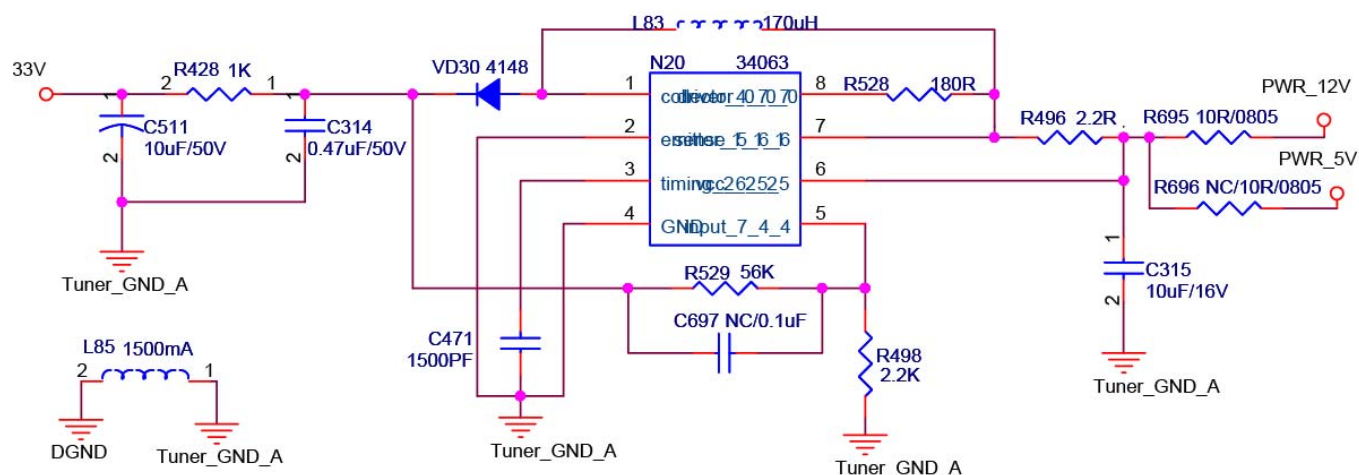 L83 170uH
33V
R428 1K
2 1
VD30 4148
N20 34063
1
2
3
4
8
7
6
5
GND
R528 180R
PWR_12V
R496 2.2R
R695 10R/0805
PWR_5V
R696 NC/10R/0805
1
C511
10uF/50V
2
1
C314
0.47uF/50V
2
Tuner_GND_A
R529 56K
C697 NC/0.1uF
C471
1500PF
R498
2.2K
1
C315
10uF/16V
2
Tuner_GND_A
L85 1500mA
2 1
DGND
Tuner_GND_A
Tuner_GND_A
Tuner_GND_A